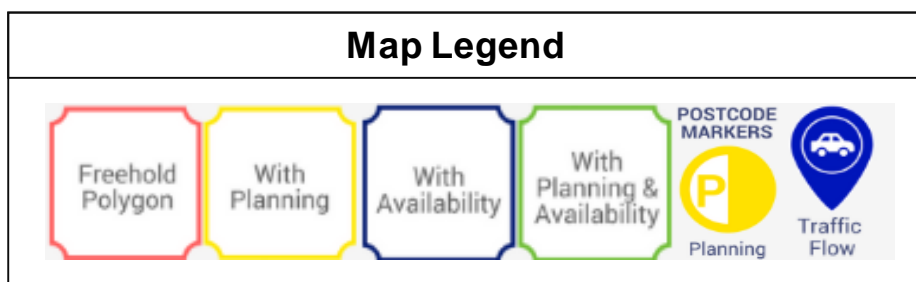 Map Legend
Freehold
Polygon
With
Planning
With
Availability
With
Planning &
Availability
POSTCODE
MARKERS
P
Planning
Traffic
Flow